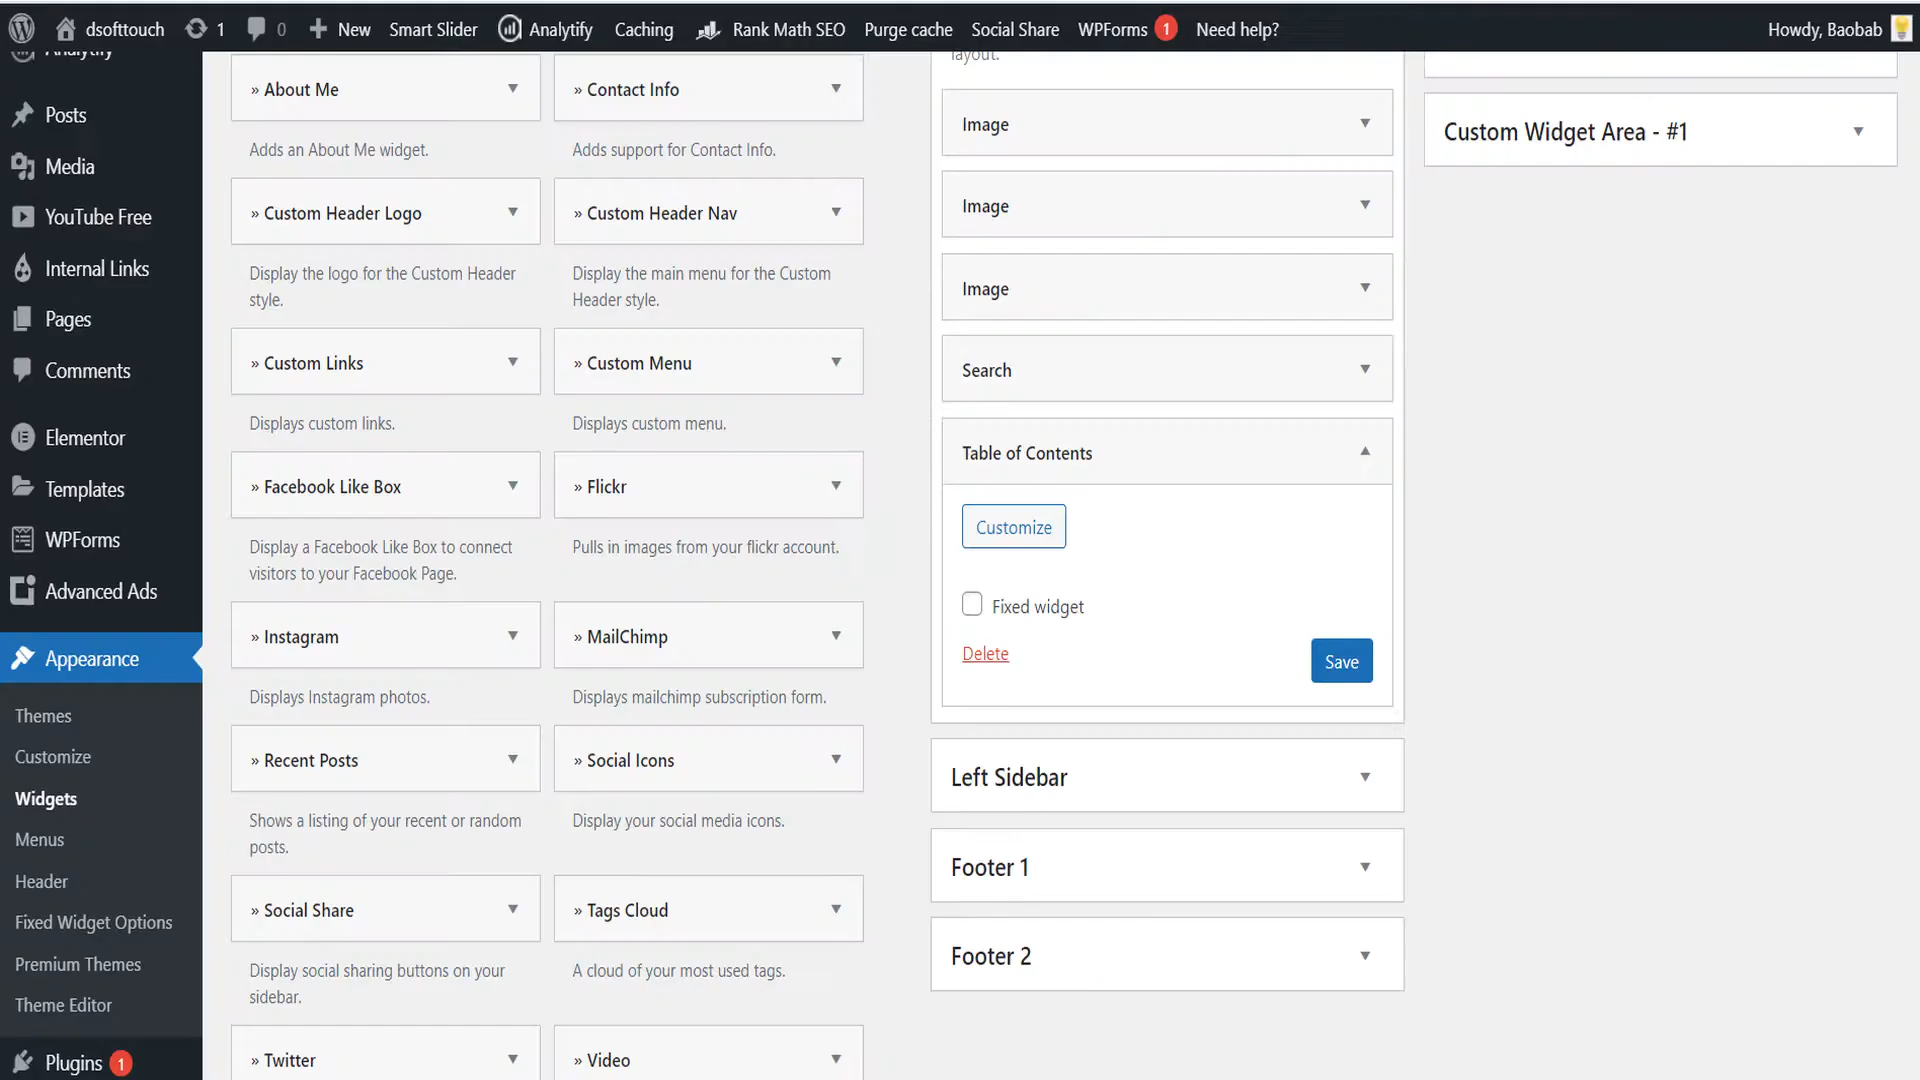 dsofttouch 1 0 New Smart Slider Analytify Caching Rank Math SEO Purge cache Social Share WPForms 1 Need help? Howdy, Baobab
Analytify
Posts
Media
YouTube Free
Internal Links
Pages
Comments
Elementor
Templates
WPForms
Advanced Ads
Appearance
Themes
Customize
Widgets
Menus
Header
Fixed Widget Options
Premium Themes
Theme Editor
Plugins 1
» About Me
Adds an About Me widget.
» Custom Header Logo
Display the logo for the Custom Header
style.
» Custom Links
Displays custom links.
» Facebook Like Box
Display a Facebook Like Box to connect
visitors to your Facebook Page.
» Instagram
Displays Instagram photos.
» Recent Posts
Shows a listing of your recent or random
posts.
» Social Share
Display social sharing buttons on your
sidebar.
» Twitter
» Contact Info
Adds support for Contact Info.
» Custom Header Nav
Display the main menu for the Custom
Header style.
» Custom Menu
Displays custom menu.
» Flickr
Pulls in images from your flickr account.
» MailChimp
Displays mailchimp subscription form.
» Social Icons
Display your social media icons.
» Tags Cloud
A cloud of your most used tags.
» Video
layout.
Image
Image
Image
Search
Table of Contents
Customize
Fixed widget
Delete
Save
Left Sidebar
Footer 1
Footer 2
Custom Widget Area - #1